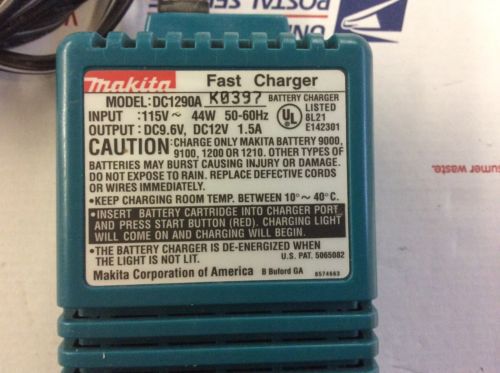 ONI
POSTAL SER
makita Fast Charger
MODEL:DC1290A K0397 BATTERY CHARGER
INPUT :115V~ 44W 50-60Hz LISTED
OUTPUT : DC9.6V, DC12V 1.5A UL 8L21
E142301
CAUTION: CHARGE ONLY MAKITA BATTERY 9000,
9100, 1200 OR 1210. OTHER TYPES OF
BATTERIES MAY BURST CAUSING INJURY OR DAMAGE.
DO NOT EXPOSE TO RAIN. REPLACE DEFECTIVE CORDS
OR WIRES IMMEDIATELY.
•KEEP CHARGING ROOM TEMP. BETWEEN 10°~ 40°C.
•INSERT BATTERY CARTRIDGE INTO CHARGER PORT
AND PRESS START BUTTON (RED). CHARGING LIGHT
WILL COME ON AND CHARGING WILL BEGIN.
•THE BATTERY CHARGER IS DE-ENERGIZED WHEN
THE LIGHT IS NOT LIT. U.S. PAT. 5065082
Makita Corporation of America B Buford GA 8574663
sumer waste.